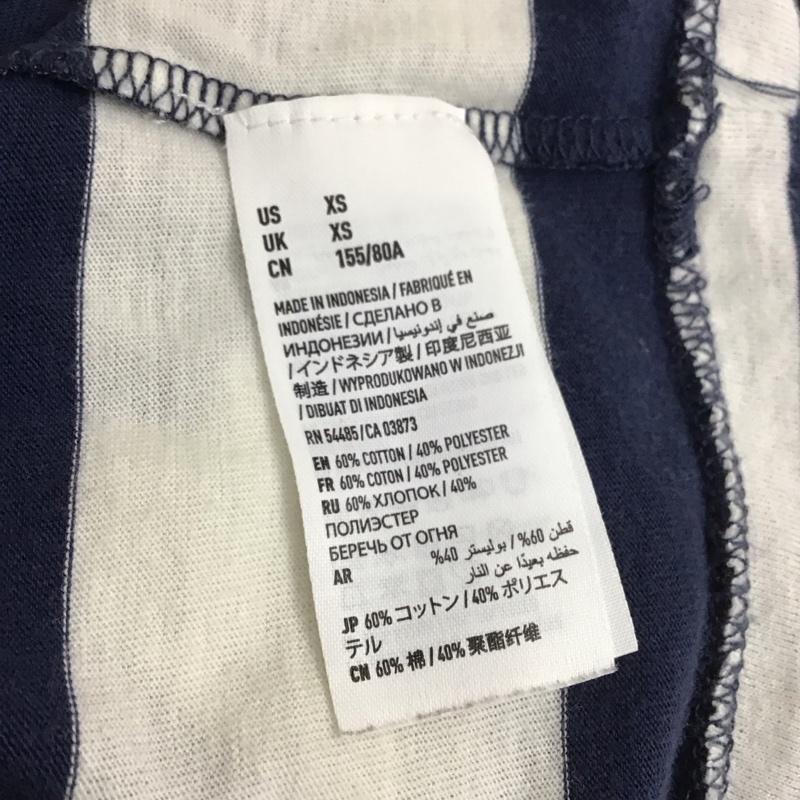 US XS
UK XS
CN 155/80A
MADE IN INDONESIA / FABRIQUÉ EN
INDONÉSIE / СДЕЛАНО В
ИНДОНЕЗИИ / صنع في إندونيسيا
/ インドネシア製 / 印度尼西亚
制造 / WYPRODUKOWANO W INDONEZJI
/ DIBUAT DI INDONESIA
RN 54485 / CA 03873
EN 60% COTTON / 40% POLYESTER
FR 60% COTON / 40% POLYESTER
RU 60% ХЛОПОК / 40%
ПОЛИЭСТЕР
БЕРЕЧЬ ОТ ОГНЯ
AR قطن 60% / بوليستر 40%
حفظه بعيدًا عن النار
JP 60% コットン / 40% ポリエス
テル
CN 60% 棉 / 40% 聚酯纤维